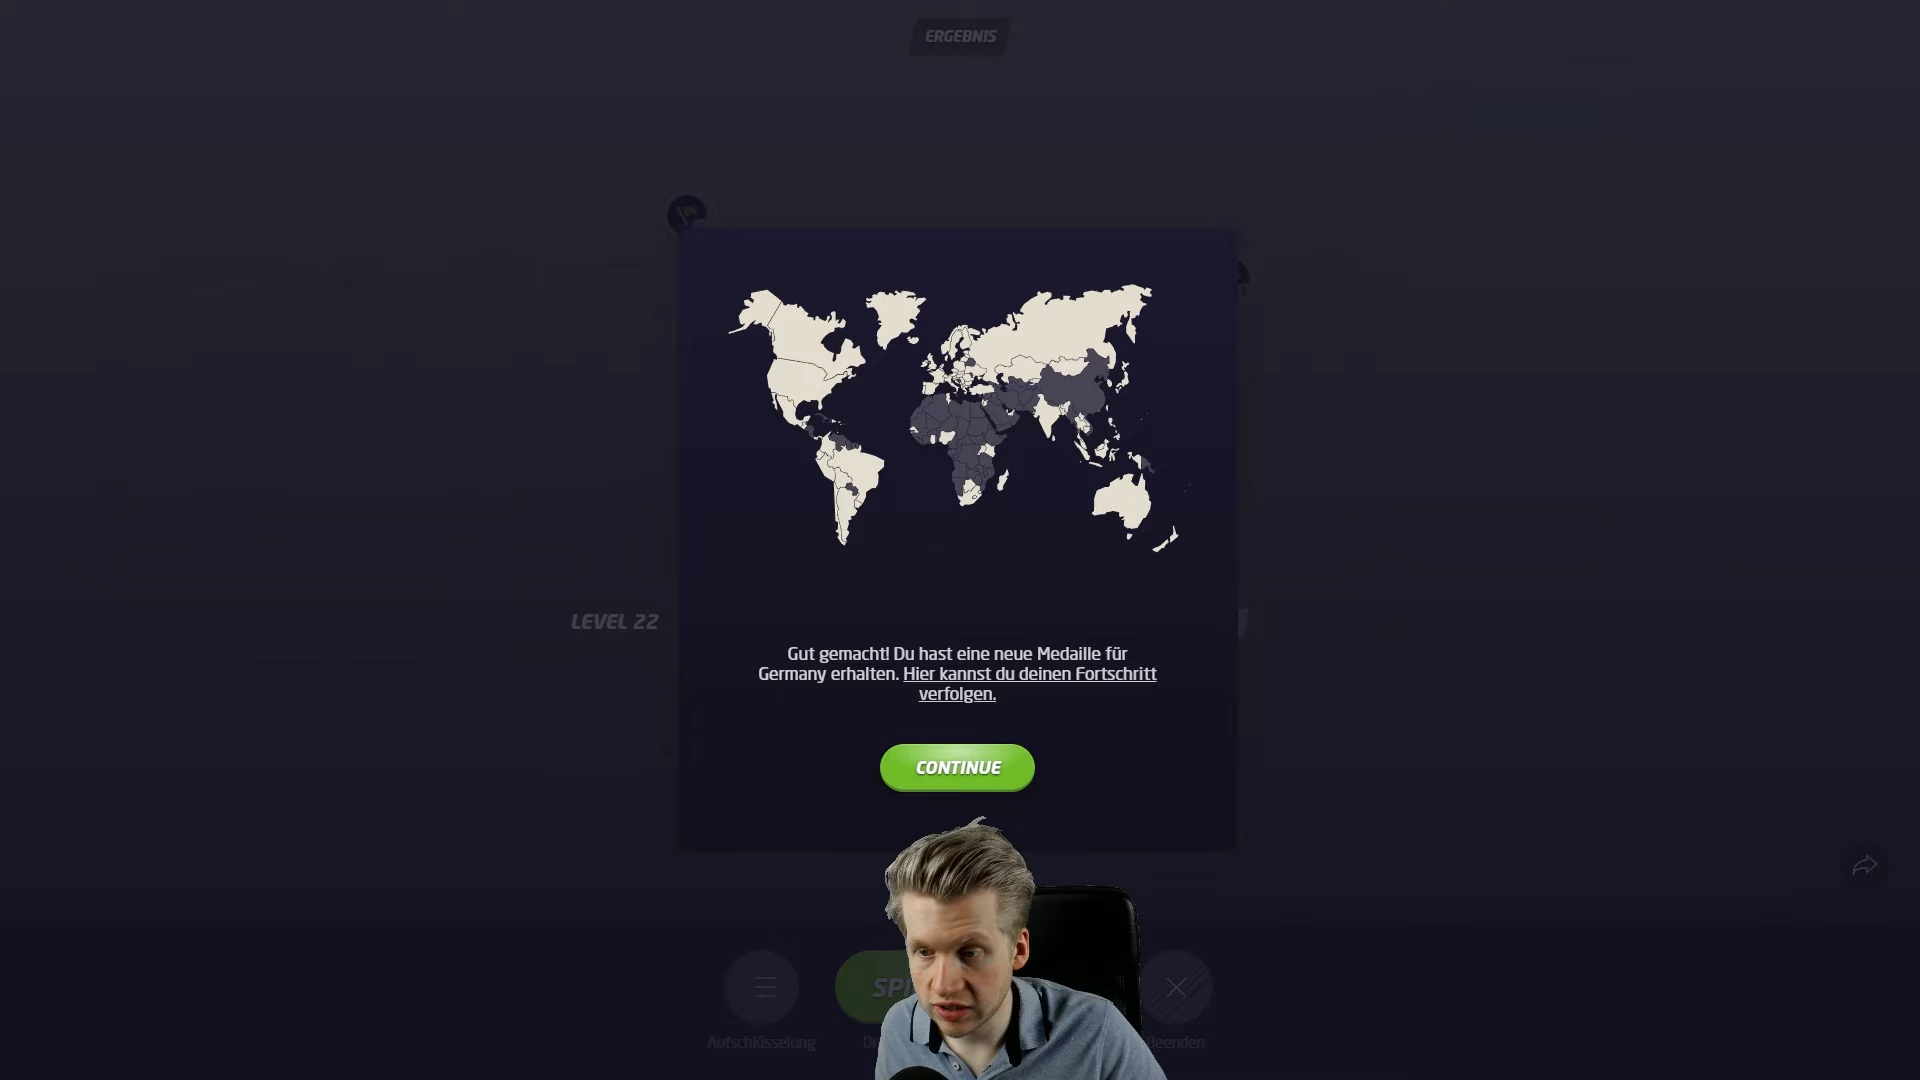 ERGEBNIS
LEVEL 22
Gut gemacht! Du hast eine neue Medaille für
Germany erhalten. Hier kannst du deinen Fortschritt
verfolgen.
CONTINUE
Aufschlüsselung
Beenden